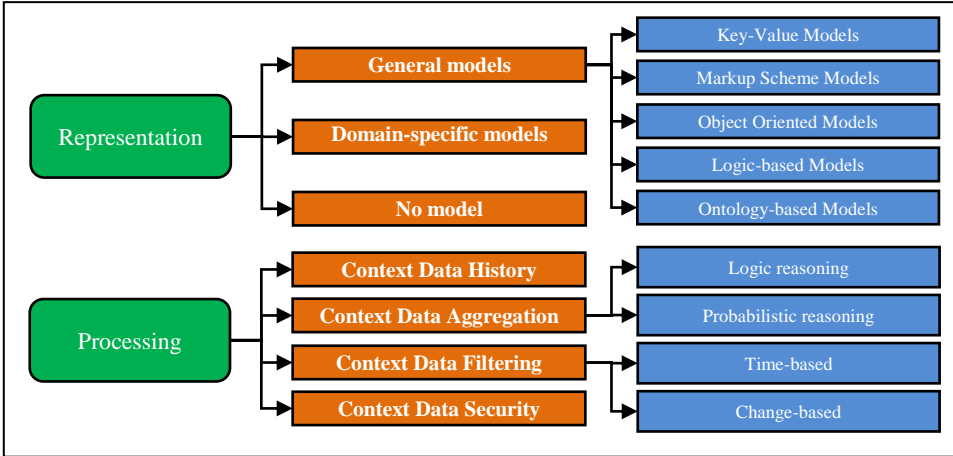 Representation
General models
Domain-specific models
No model
Key-Value Models
Markup Scheme Models
Object Oriented Models
Logic-based Models
Ontology-based Models
Processing
Context Data History
Context Data Aggregation
Context Data Filtering
Context Data Security
Logic reasoning
Probabilistic reasoning
Time-based
Change-based